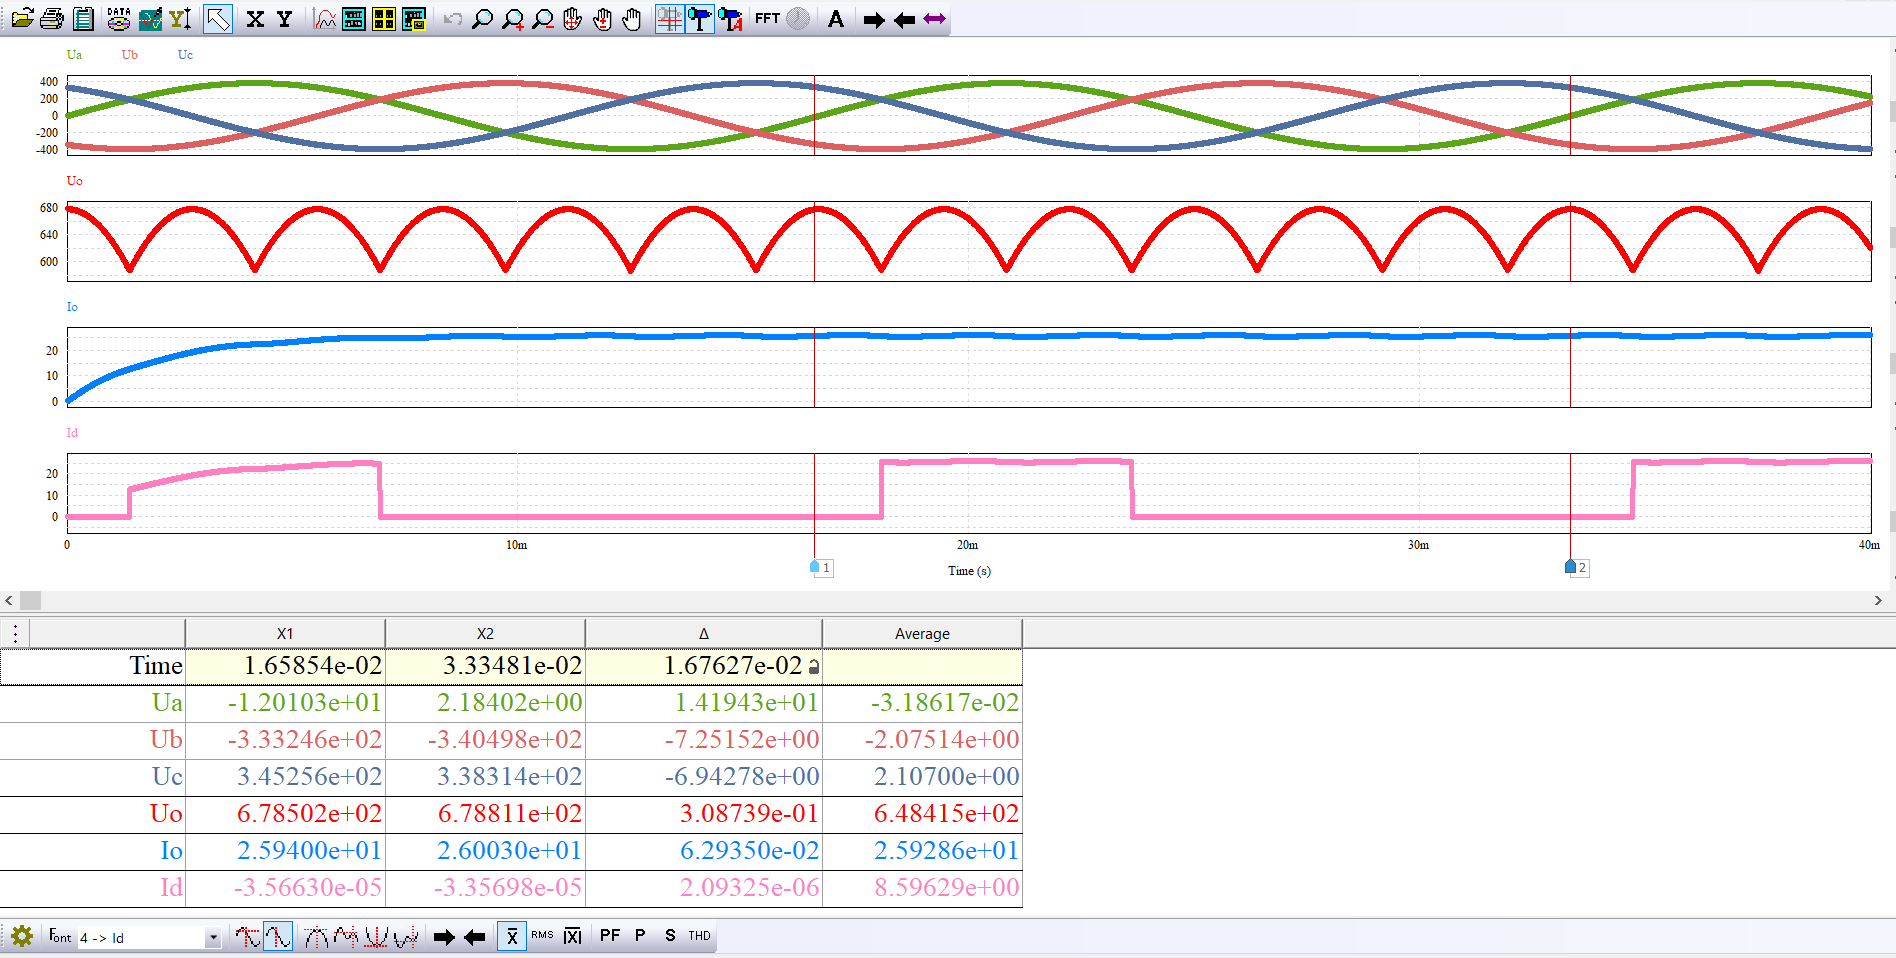 DATA Y X Y FFT A A
Ua Ub Uc
400
200
0
-200
-400
Uo
680
640
600
Io
20
10
0
Id
20
10
0
0 10m 20m 30m 40m
1 2
Time (s)
X1 X2 Δ Average
Time 1.65854e-02 3.33481e-02 1.67627e-02
Ua -1.20103e+01 2.18402e+00 1.41943e+01 -3.18617e-02
Ub -3.33246e+02 -3.40498e+02 -7.25152e+00 -2.07514e+00
Uc 3.45256e+02 3.38314e+02 -6.94278e+00 2.10700e+00
Uo 6.78502e+02 6.78811e+02 3.08739e-01 6.48415e+02
Io 2.59400e+01 2.60030e+01 6.29350e-02 2.59286e+01
Id -3.56630e-05 -3.35698e-05 2.09325e-06 8.59629e+00
Font 4 -> Id X RMS |X| PF P S THD